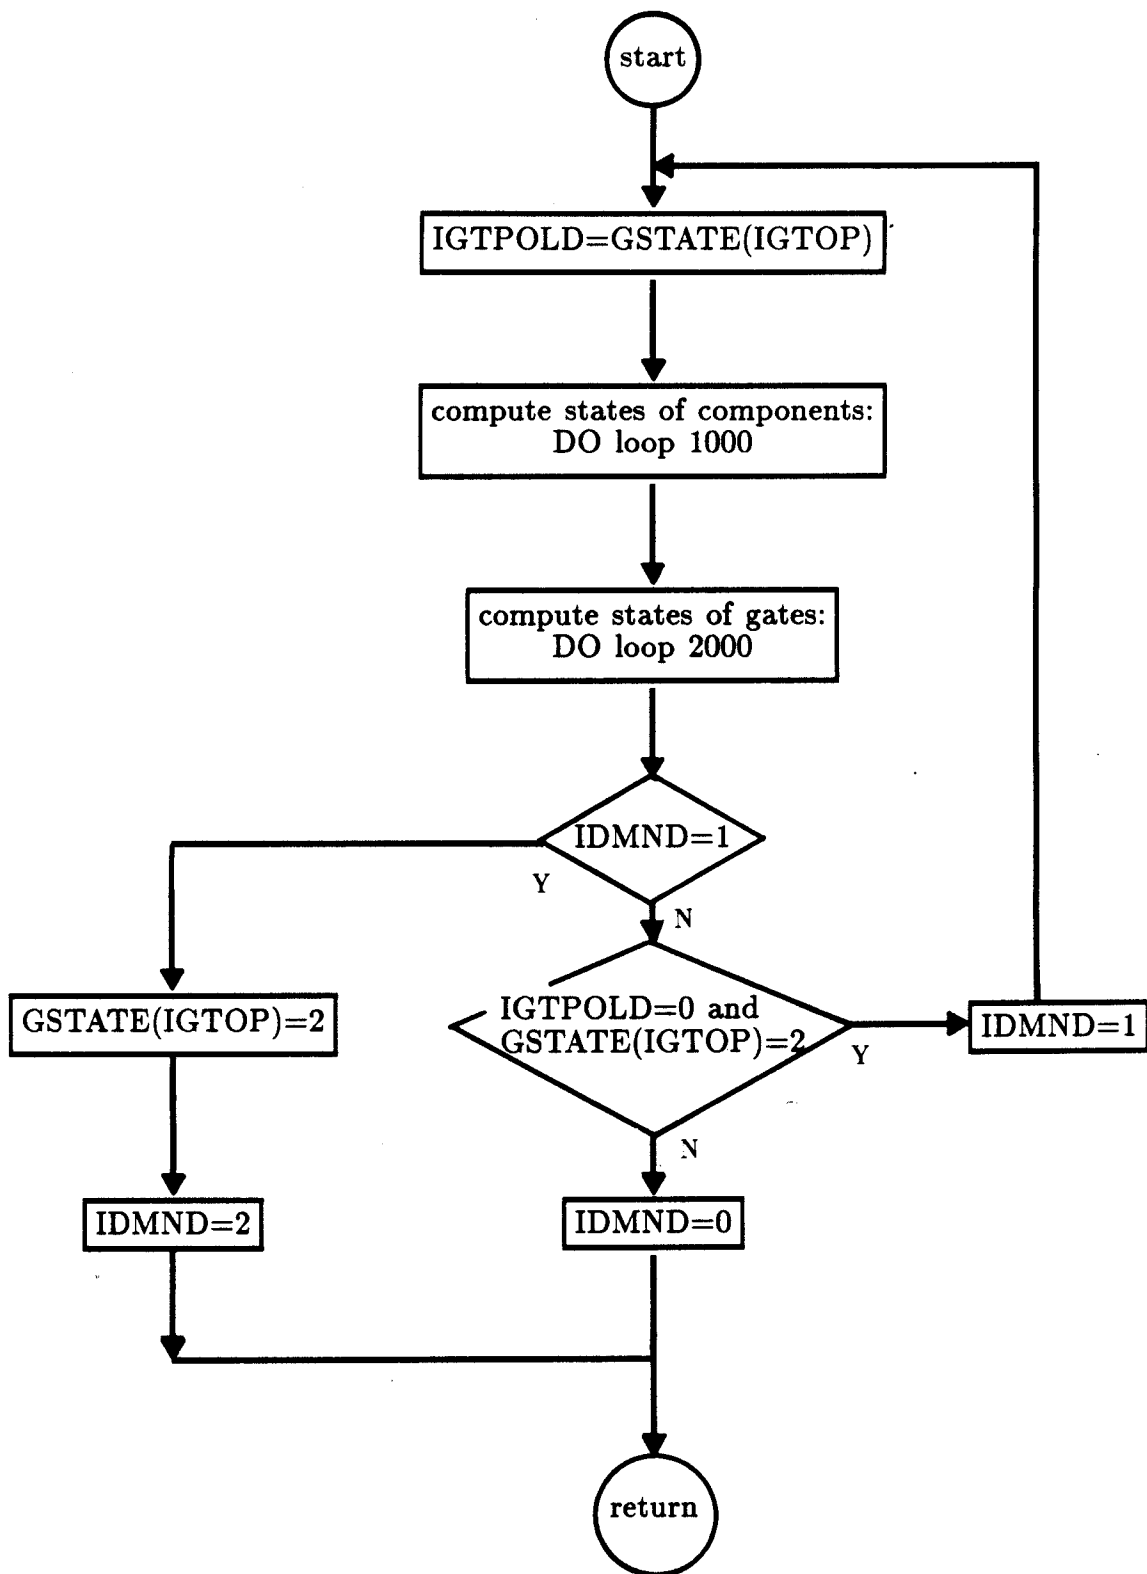 start
IGTPOLD=GSTATE(IGTOP)
compute states of components:
DO loop 1000
compute states of gates:
DO loop 2000
IDMND=1
Y
N
GSTATE(IGTOP)=2
IGTPOLD=0 and
GSTATE(IGTOP)=2
Y
IDMND=1
N
IDMND=2
IDMND=0
return